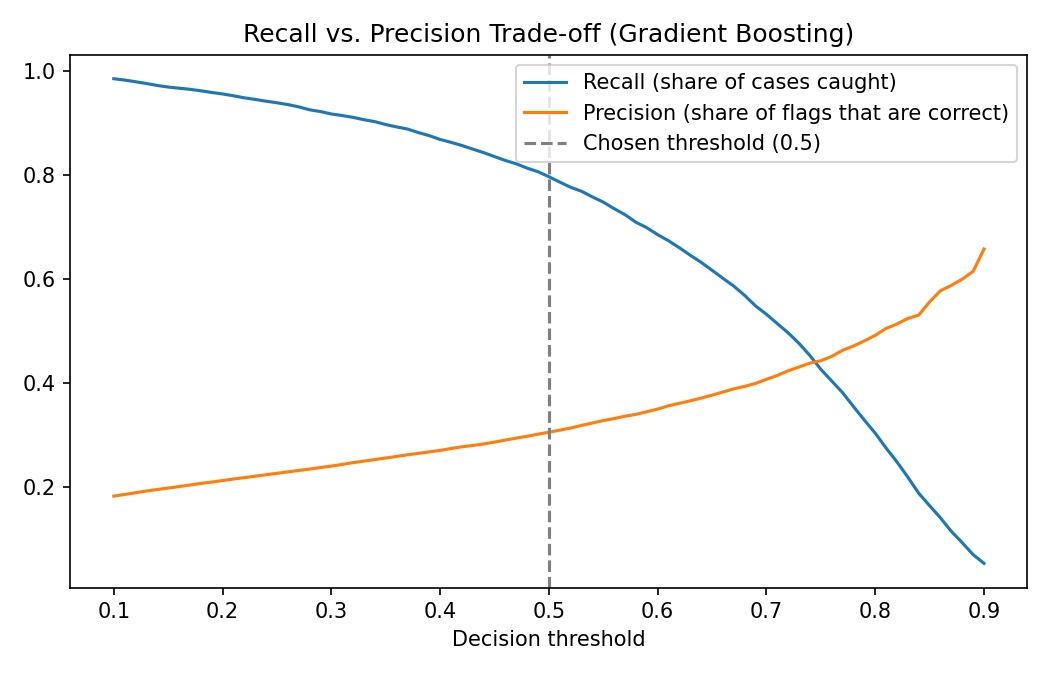 Recall vs. Precision Trade-off (Gradient Boosting)
Recall (share of cases caught)
Precision (share of flags that are correct)
Chosen threshold (0.5)
1.0
0.8
0.6
0.4
0.2
0.1 0.2 0.3 0.4 0.5 0.6 0.7 0.8 0.9
Decision threshold